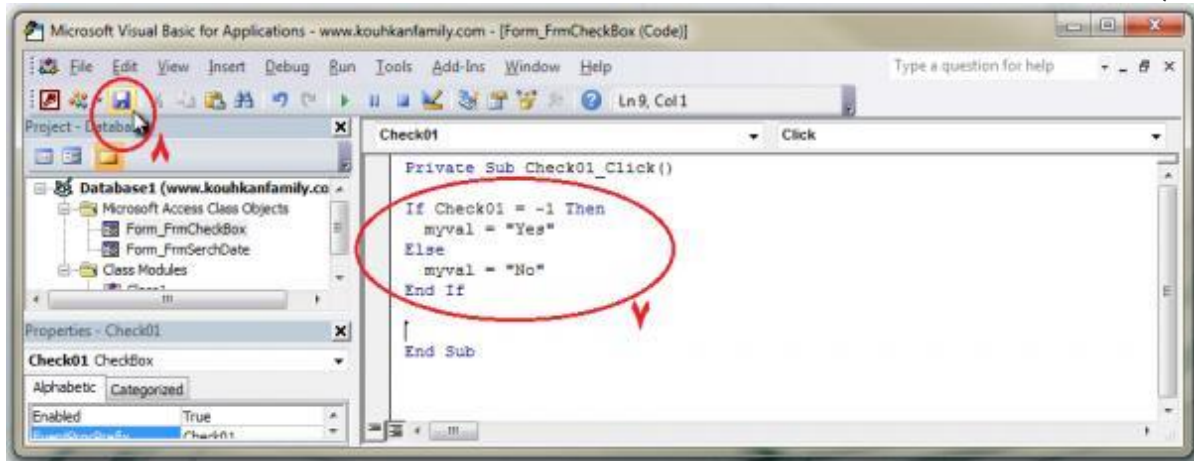 Microsoft Visual Basic for Applications - www.kouhkanfamily.com - [Form_FrmCheckBox (Code)]
File Edit View Insert Debug Run Tools Add-Ins Window Help Type a question for help
Ln 9, Col 1
Project - Databa
Check01 Click
Database1 (www.kouhkanfamily.co
Microsoft Access Class Objects
Form_FrmCheckBox
Form_FrmSerchDate
Class Modules
Private Sub Check01_Click()
If Check01 = -1 Then
myval = "Yes"
Else
myval = "No"
End If
End Sub
۸
۷
Properties - Check01
Check01 CheckBox
Alphabetic Categorized
Enabled True
Check01